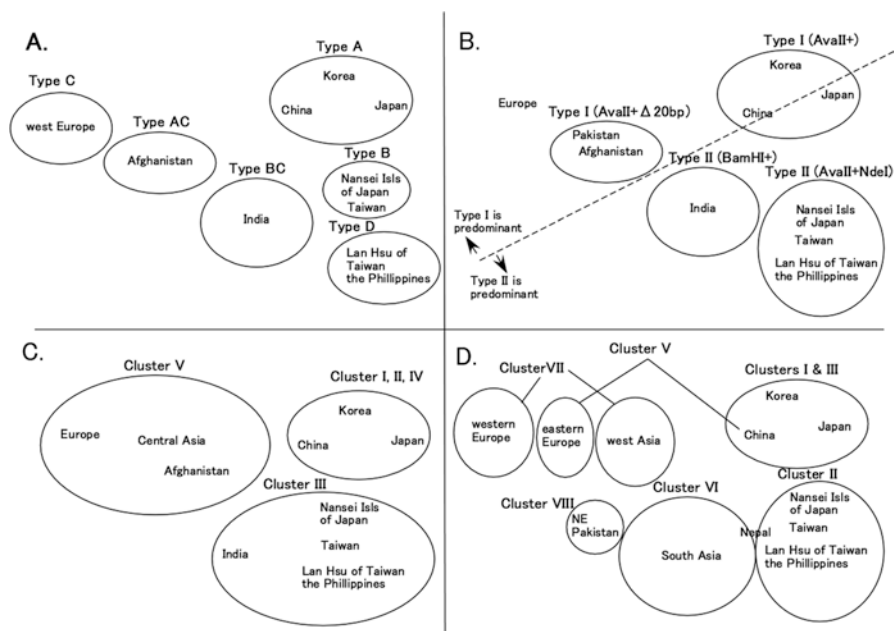 A.
Type A
Korea
China
Japan
Type C
west Europe
Type AC
Afghanistan
Type BC
India
Type B
Nansei Isls
of Japan
Taiwan
Type D
Lan Hsu of
Taiwan
the Phillippines
B.
Type I (AvaII+)
Korea
Japan
China
Europe
Type I (AvaII+ Δ 20bp)
Pakistan
Afghanistan
Type II (BamHI+)
India
Type II (AvaII+NdeI)
Nansei Isls
of Japan
Taiwan
Lan Hsu of Taiwan
the Phillippines
Type I is
predominant
Type II is
predominant
C.
Cluster V
Europe
Central Asia
Afghanistan
Cluster I, II, IV
Korea
China
Japan
Cluster III
Nansei Isls
of Japan
India
Taiwan
Lan Hsu of Taiwan
the Phillippines
D.
ClusterVII
Cluster V
Clusters I & III
western
Europe
eastern
Europe
west Asia
Korea
China
Japan
Cluster VIII
NE
Pakistan
Cluster VI
South Asia
Nepal
Cluster II
Nansei Isls
of Japan
Taiwan
Lan Hsu of Taiwan
the Phillippines